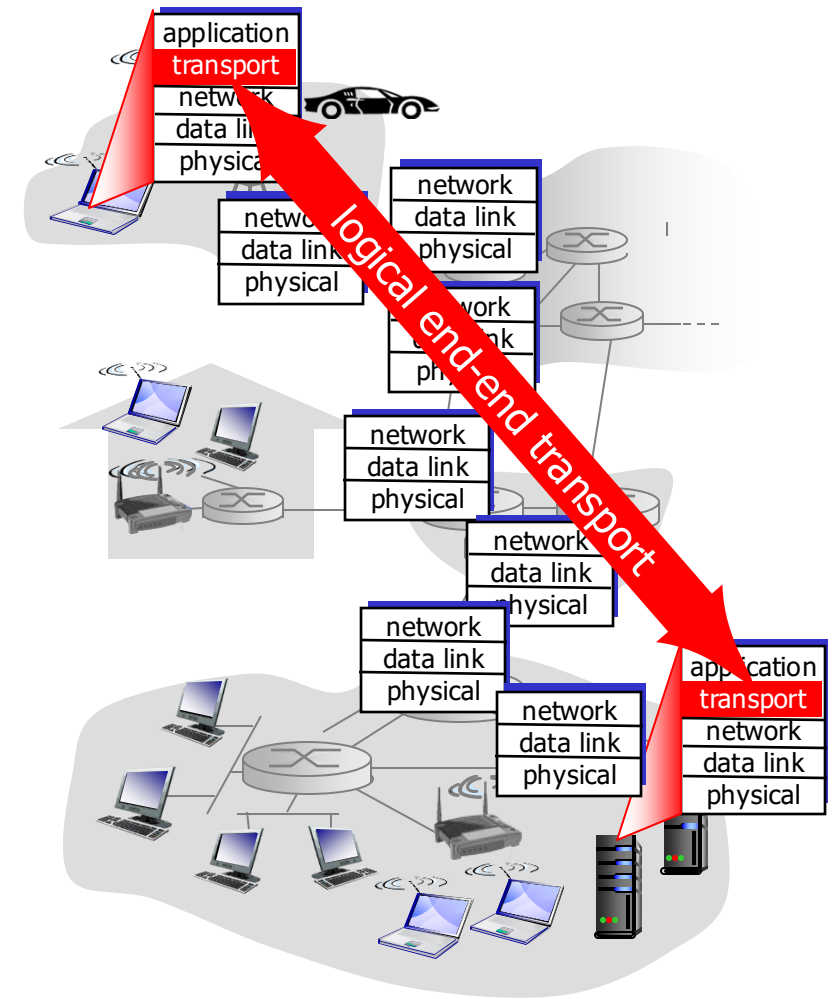 application
transport
network
data link
physical
network
data link
physical
network
data link
physical
logical end-end transport
network
data link
physical
network
data link
physical
network
data link
physical
network
data link
physical
application
transport
network
data link
physical